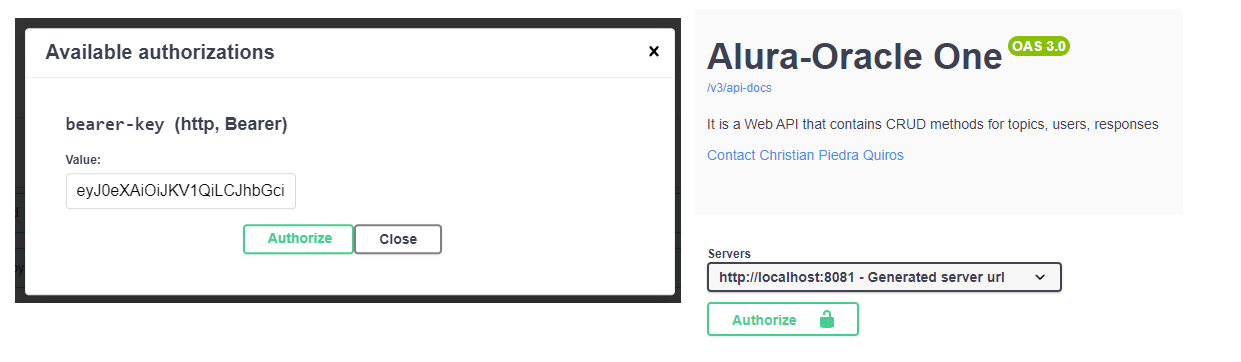 Available authorizations
bearer-key (http, Bearer)
Value:
eyJ0eXAiOiJKV1QiLCJhbGci
Authorize
Close
Alura-Oracle One
OAS 3.0
/v3/api-docs
It is a Web API that contains CRUD methods for topics, users, responses
Contact Christian Piedra Quiros
Servers
http://localhost:8081 - Generated server url
Authorize